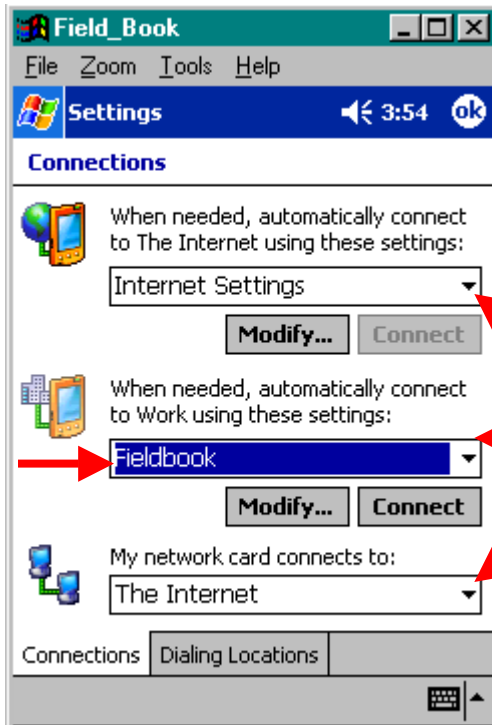 Field_Book
File Zoom Tools Help
Settings 3:54 ok
Connections
When needed, automatically connect
to The Internet using these settings:
Internet Settings
Modify... Connect
When needed, automatically connect
to Work using these settings:
Fieldbook
Modify... Connect
My network card connects to:
The Internet
Connections Dialing Locations